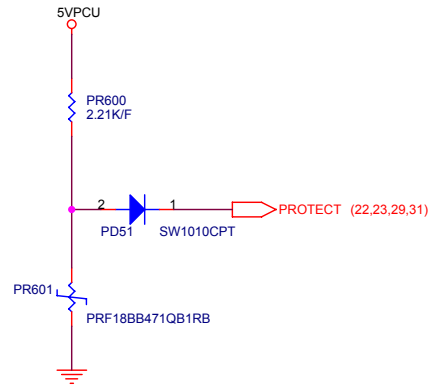 5VPCU
PR600
2.21K/F
2
1
PROTECT (22,23,29,31)
PD51
SW1010CPT
PR601
PRF18BB471QB1RB